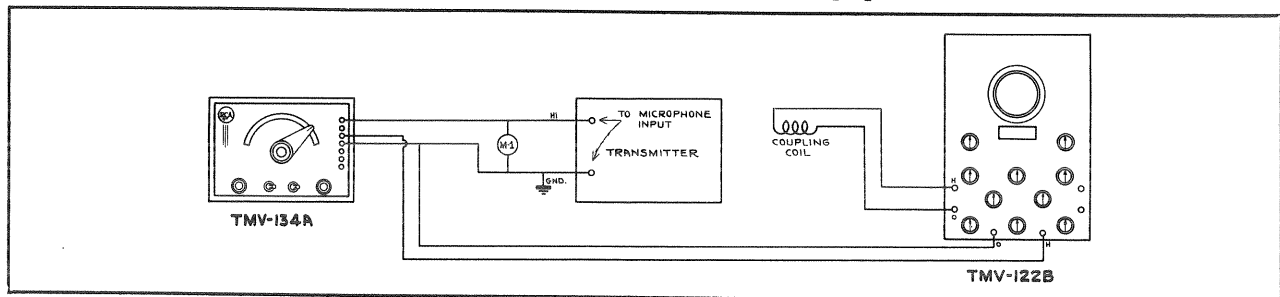 RCA
TMV-134A
Hi
M-1
GND.
TO MICROPHONE
INPUT
TRANSMITTER
COUPLING
COIL
H
O
O
H
TMV-122B